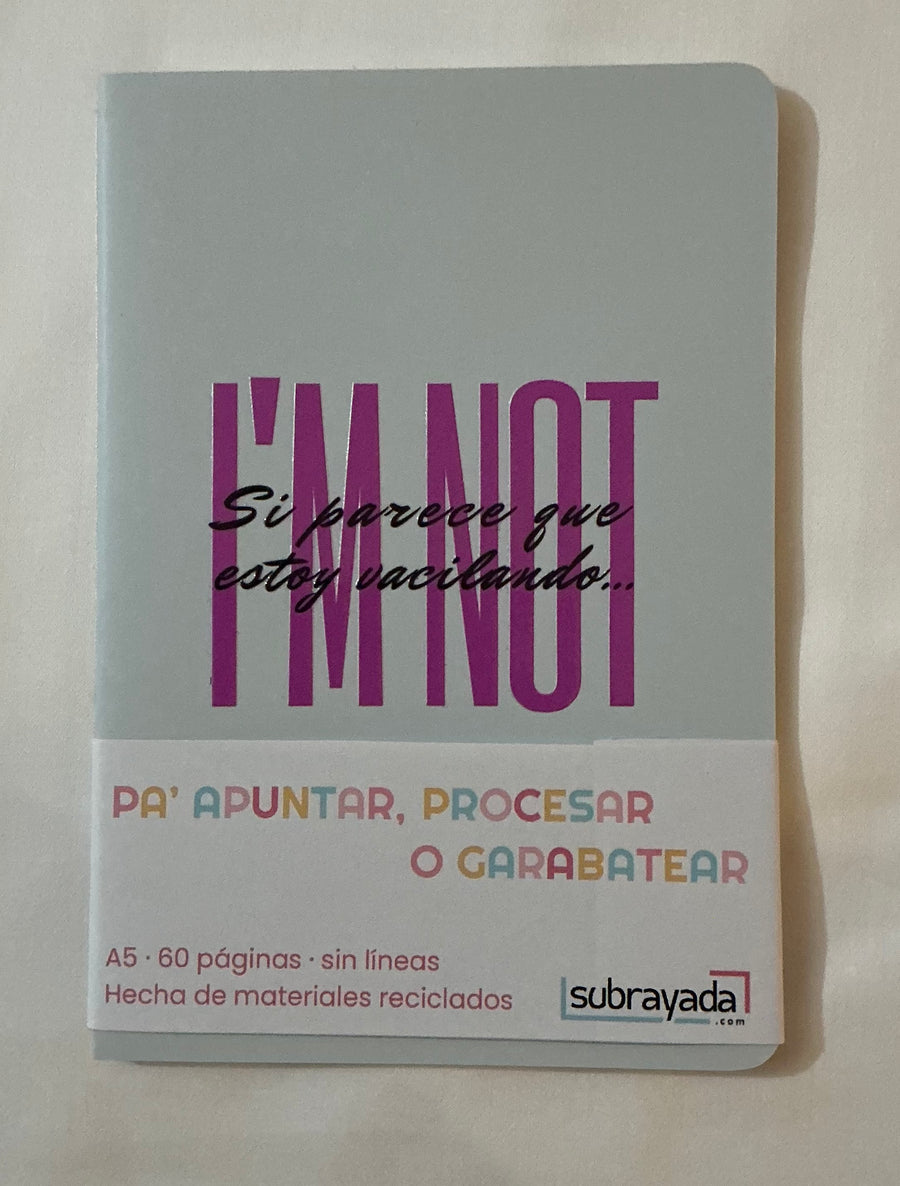 I'M NOT
Si parece que
estoy vacilando...
PA' APUNTAR, PROCESAR
O GARABATEAR
A5 · 60 páginas · sin líneas
Hecha de materiales reciclados
subrayada
.com